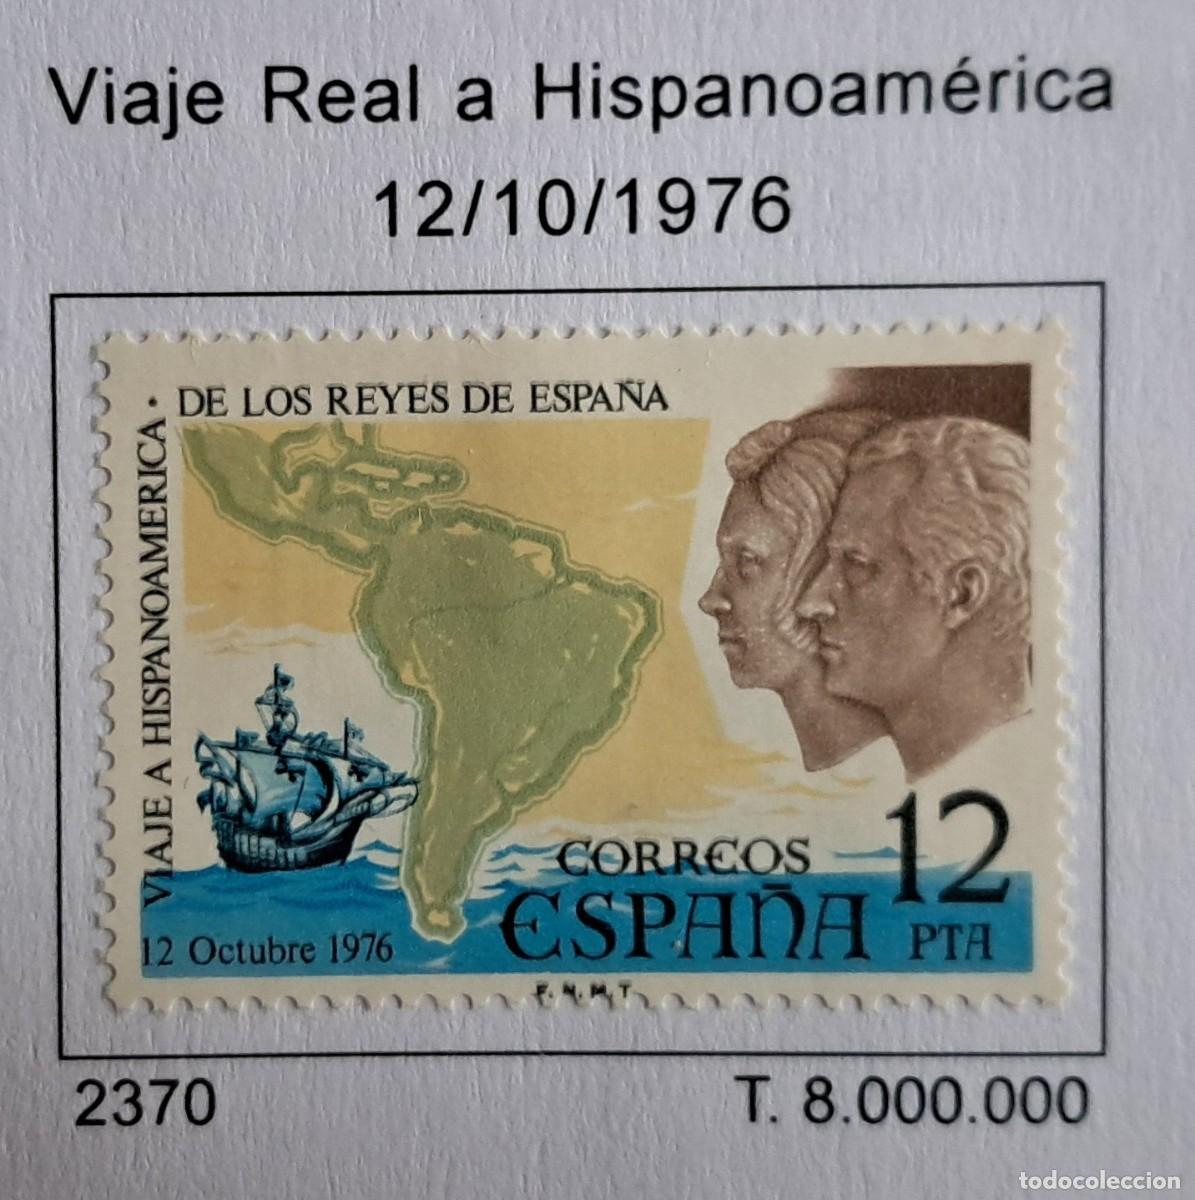 Viaje Real a Hispanoamérica
12/10/1976
VIAJE A HISPANOAMERICA · DE LOS REYES DE ESPAÑA
12
CORREOS
ESPAÑA
PTA
12 Octubre 1976
F.N.M.T.
2370
T. 8.000.000
todocoleccion